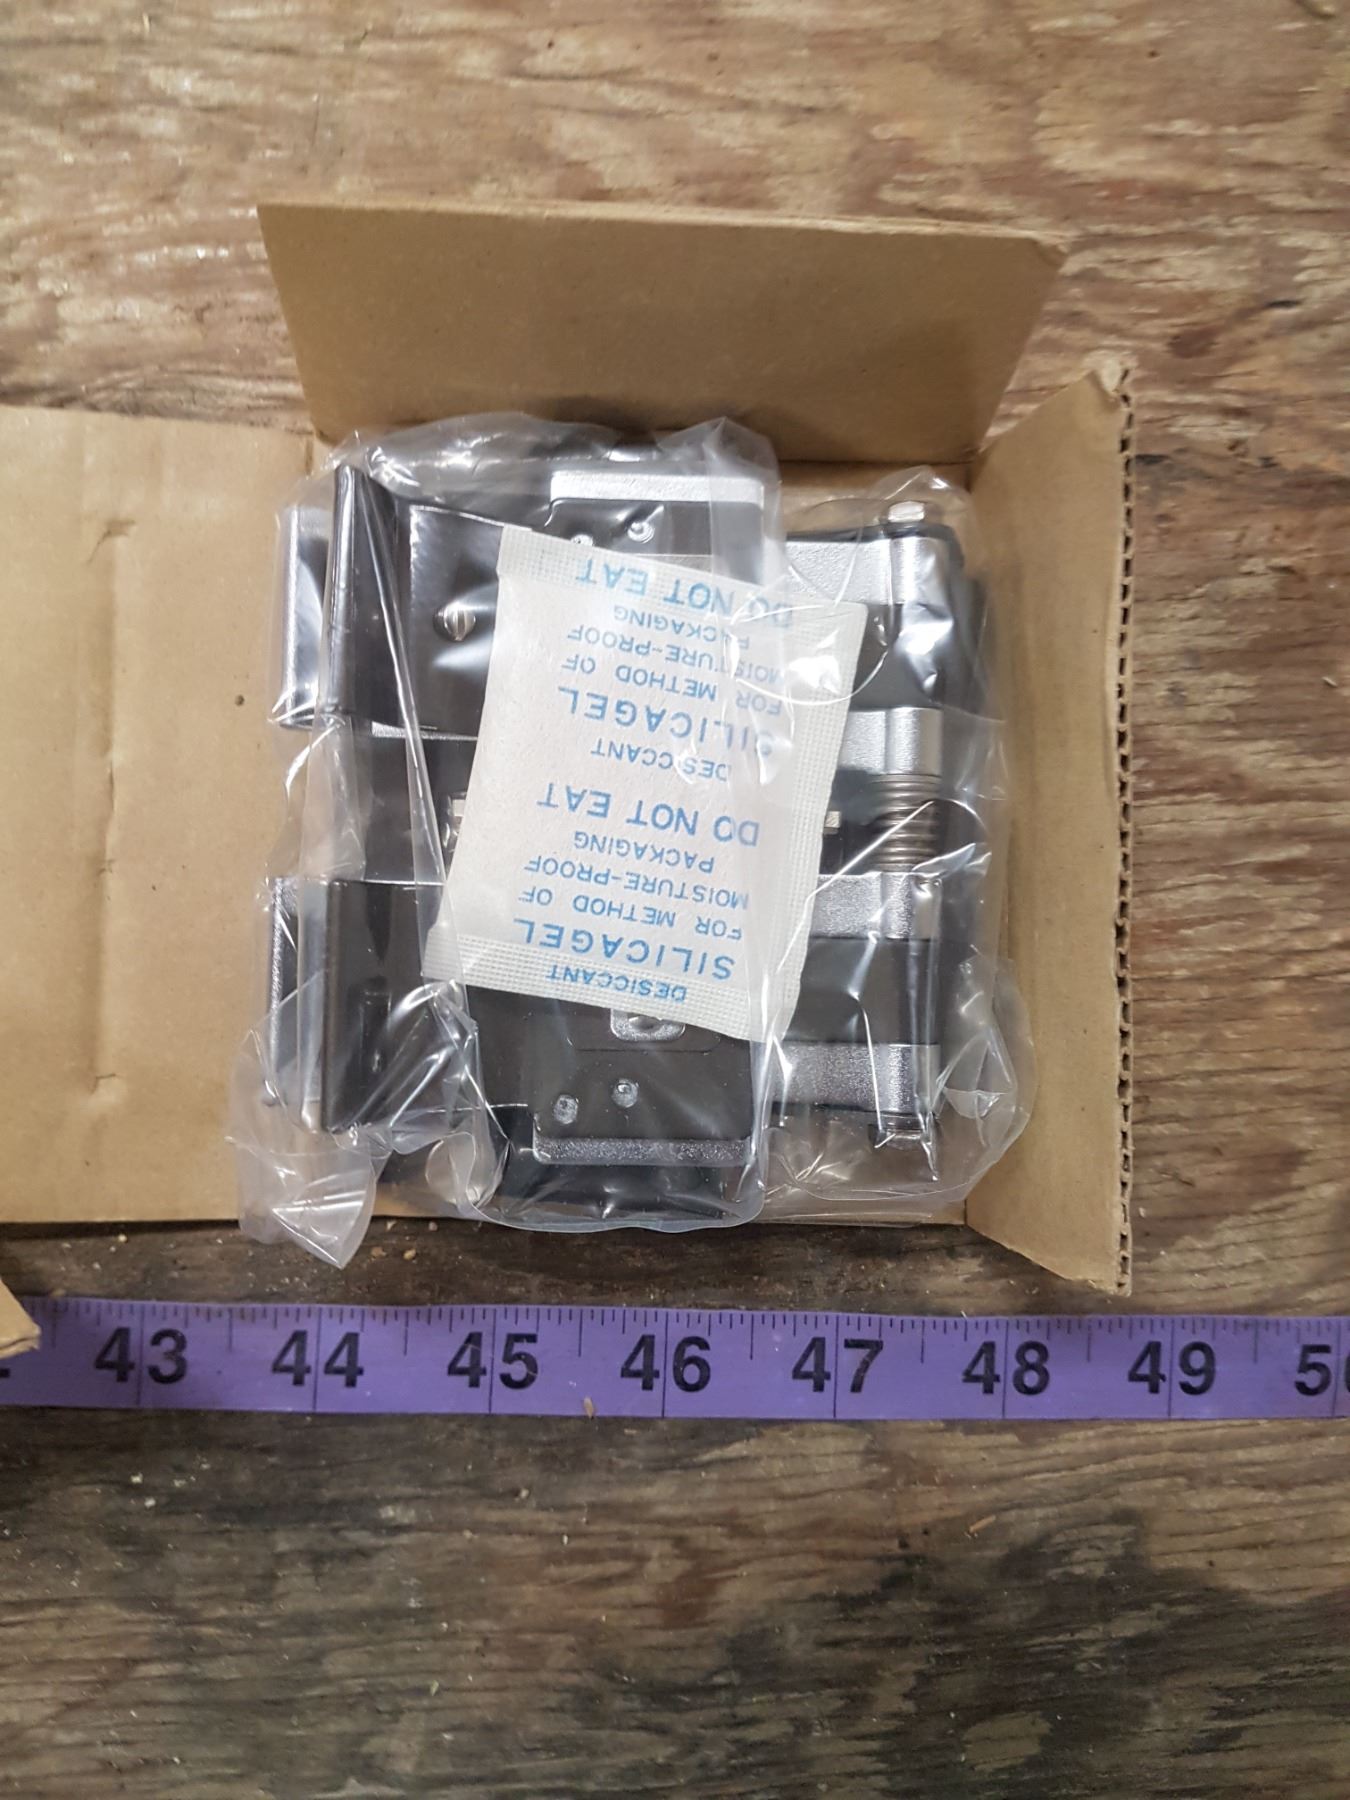 DESICCANT
SILICAGEL
FOR METHOD OF
MOISTURE-PROOF
PACKAGING
DO NOT EAT
DESICCANT
SILICAGEL
FOR METHOD OF
MOISTURE-PROOF
PACKAGING
DO NOT EAT
43 44 45 46 47 48 49